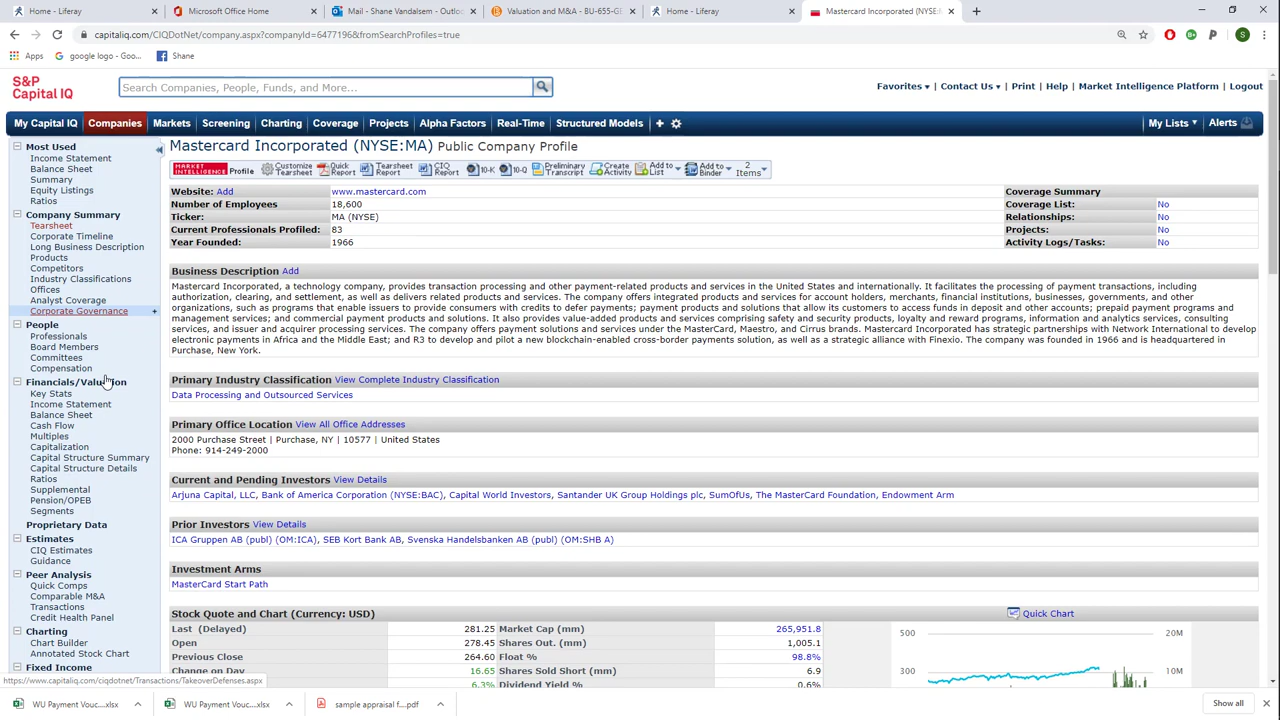 Home - Liferay
Microsoft Office Home
Mail - Shane Vandalsem - Outlo
Valuation and M&A - BU-655-GE
Home - Liferay
Mastercard Incorporated (NYSE:
capitaliq.com/CIQDotNet/company.aspx?companyId=6477196&fromSearchProfiles=true
Apps
google logo - Goo...
Shane
S&P
Capital IQ
Search Companies, People, Funds, and More...
Favorites
Contact Us
Print
Help
Market Intelligence Platform
Logout
My Capital IQ
Companies
Markets
Screening
Charting
Coverage
Projects
Alpha Factors
Real-Time
Structured Models
My Lists
Alerts
Most Used
Income Statement
Balance Sheet
Summary
Equity Listings
Ratios
Company Summary
Tearsheet
Corporate Timeline
Long Business Description
Products
Competitors
Industry Classifications
Offices
Analyst Coverage
Corporate Governance
People
Professionals
Board Members
Committees
Compensation
Financials/Valuation
Key Stats
Income Statement
Balance Sheet
Cash Flow
Multiples
Capitalization
Capital Structure Summary
Capital Structure Details
Ratios
Supplemental
Pension/OPEB
Segments
Proprietary Data
Estimates
CIQ Estimates
Guidance
Peer Analysis
Quick Comps
Comparable M&A
Transactions
Credit Health Panel
Charting
Chart Builder
Annotated Stock Chart
Fixed Income
Mastercard Incorporated (NYSE:MA) Public Company Profile
MARKET INTELLIGENCE Profile
Customize Tearsheet
Quick Report
Tearsheet Report
CIQ Report
10-K
10-Q
Preliminary Transcript
Create Activity
Add to List
Add to Binder
2 Items
Website: Add www.mastercard.com
Number of Employees 18,600
Ticker: MA (NYSE)
Current Professionals Profiled: 83
Year Founded: 1966
Coverage Summary
Coverage List: No
Relationships: No
Projects: No
Activity Logs/Tasks: No
Business Description Add
Mastercard Incorporated, a technology company, provides transaction processing and other payment-related products and services in the United States and internationally. It facilitates the processing of payment transactions, including
authorization, clearing, and settlement, as well as delivers related products and services. The company offers integrated products and services for account holders, merchants, financial institutions, businesses, governments, and other
organizations, such as programs that enable issuers to provide consumers with credits to defer payments; payment products and solutions that allow its customers to access funds in deposit and other accounts; prepaid payment programs and
management services; and commercial payment products and solutions. It also provides value-added products and services comprising safety and security products, loyalty and reward programs, information and analytics services, consulting
services, and issuer and acquirer processing services. The company offers payment solutions and services under the MasterCard, Maestro, and Cirrus brands. Mastercard Incorporated has strategic partnerships with Network International to develop
electronic payments in Africa and the Middle East; and R3 to develop and pilot a new blockchain-enabled cross-border payments solution, as well as a strategic alliance with Finexio. The company was founded in 1966 and is headquartered in
Purchase, New York.
Primary Industry Classification View Complete Industry Classification
Data Processing and Outsourced Services
Primary Office Location View All Office Addresses
2000 Purchase Street | Purchase, NY | 10577 | United States
Phone: 914-249-2000
Current and Pending Investors View Details
Arjuna Capital, LLC, Bank of America Corporation (NYSE:BAC), Capital World Investors, Santander UK Group Holdings plc, SumOfUs, The MasterCard Foundation, Endowment Arm
Prior Investors View Details
ICA Gruppen AB (publ) (OM:ICA), SEB Kort Bank AB, Svenska Handelsbanken AB (publ) (OM:SHB A)
Investment Arms
MasterCard Start Path
Stock Quote and Chart (Currency: USD)
Quick Chart
Last (Delayed) 281.25 Market Cap (mm) 265,951.8
Open 278.45 Shares Out. (mm) 1,005.1
Previous Close 264.60 Float % 98.8%
Change on Day 16.65 Shares Sold Short (mm) 6.9
6.3% Dividend Yield % 0.6%
500
20M
300
10M
https://www.capitaliq.com/ciqdotnet/Transactions/TakeoverDefenses.aspx
WU Payment Vouc....xlsx
WU Payment Vouc....xlsx
sample appraisal f....pdf
Show all